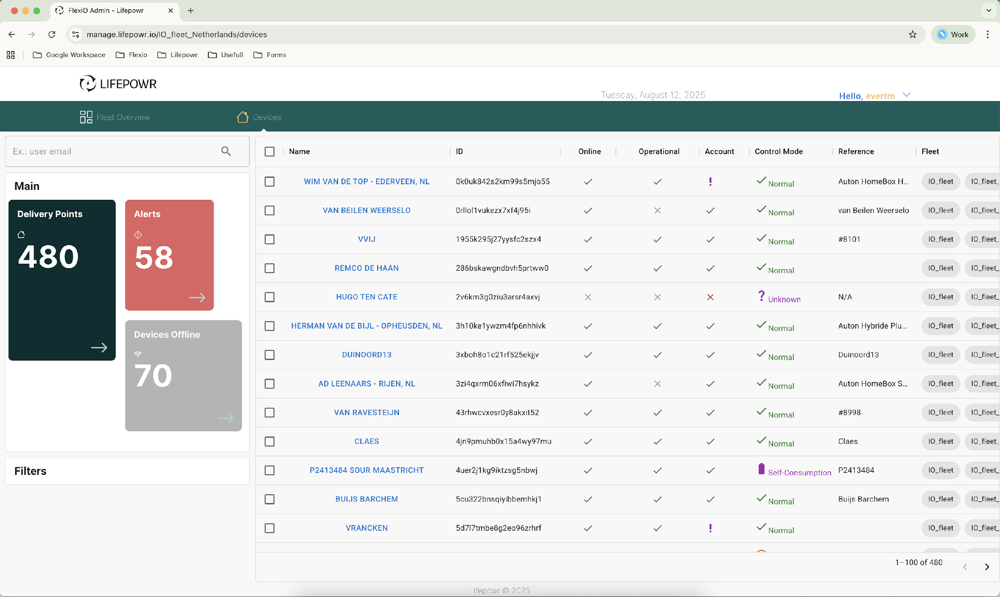 FlexiO Admin - Lifepowr
manage.lifepowr.io/IO_fleet_Netherlands/devices
Work
Google Workspace Flexio Lifepowr Usefull Forms
LIFEPOWR
Tuesday, August 12, 2025
Hello, evertm
Fleet Overview Devices
Ex.: user email
Main
Delivery Points
480
Alerts
58
Devices Offline
70
Filters
Name ID Online Operational Account Control Mode Reference Fleet
WIM VAN DE TOP - EDERVEEN, NL 0k0uk842s2km99s5mjo55 Normal Auton HomeBox H... IO_fleet IO_fleet_
VAN BEILEN WEERSELO 0rllol1vukezx7xf4j95i Normal van Beilen Weerselo IO_fleet IO_fleet_
VVIJ 1955k295j27yysfc2szx4 Normal #8101 IO_fleet IO_fleet_
REMCO DE HAAN 286bskawgndbvh5prtww0 Normal IO_fleet IO_fleet_
HUGO TEN CATE 2v6km3g0ziu3arsr4axvj Unknown N/A IO_fleet IO_fleet_
HERMAN VAN DE BIJL - OPHEUSDEN, NL 3h10ke1ywzm4fp6nhhivk Normal Auton Hybride Plu... IO_fleet IO_fleet_
DUINOORD13 3xboh8o1c21rf525ekjjv Normal Duinoord13 IO_fleet IO_fleet_
AD LEENAARS - RIJEN, NL 3zi4qxrm06xfiwi7hsykz Normal Auton HomeBox S... IO_fleet IO_fleet_
VAN RAVESTEIJN 43rhwcvxesr0y8akxit52 Normal #8998 IO_fleet IO_fleet_
CLAES 4jn9pmuhb0x15a4wy97mu Normal Claes IO_fleet IO_fleet_
P2413484 SOUR MAASTRICHT 4uer2j1kg9iktzsg5nbwj Self-Consumption P2413484 IO_fleet IO_fleet_
BUIJS BARCHEM 5cu322bnsqiyibbemhkj1 Normal Buijs Barchem IO_fleet IO_fleet_
VRANCKEN 5d7l7tmbe8g2eo96zrhrf Normal IO_fleet IO_fleet_
1–100 of 480
ifepowr © 2025